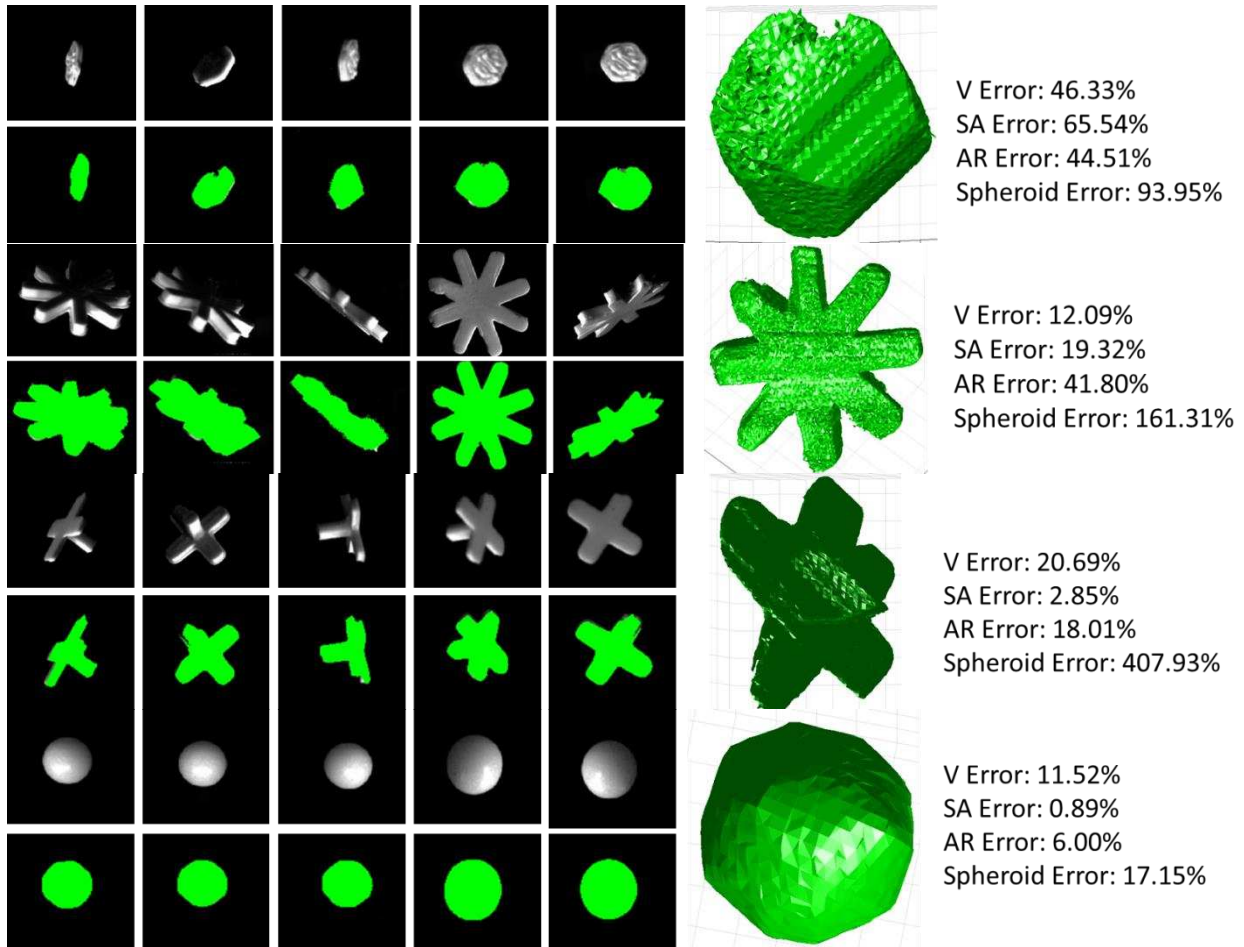 V Error: 46.33%
SA Error: 65.54%
AR Error: 44.51%
Spheroid Error: 93.95%
V Error: 12.09%
SA Error: 19.32%
AR Error: 41.80%
Spheroid Error: 161.31%
V Error: 20.69%
SA Error: 2.85%
AR Error: 18.01%
Spheroid Error: 407.93%
V Error: 11.52%
SA Error: 0.89%
AR Error: 6.00%
Spheroid Error: 17.15%